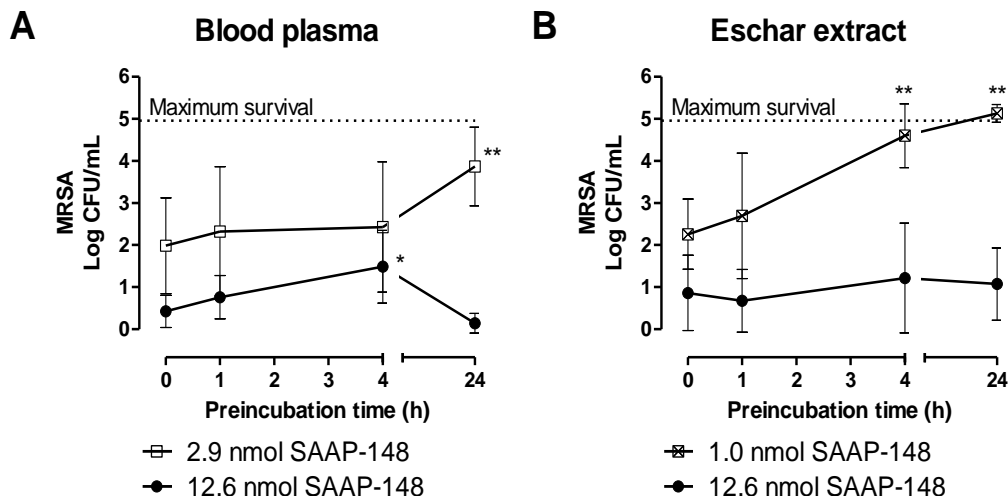 A
Blood plasma
MRSA
Log CFU/mL
6
5
4
3
2
1
0
Maximum survival
**
*
0
1
2
3
4
24
Preincubation time (h)
2.9 nmol SAAP-148
12.6 nmol SAAP-148
B
Eschar extract
MRSA
Log CFU/mL
6
5
4
3
2
1
0
Maximum survival
**
**
0
1
2
3
4
24
Preincubation time (h)
1.0 nmol SAAP-148
12.6 nmol SAAP-148